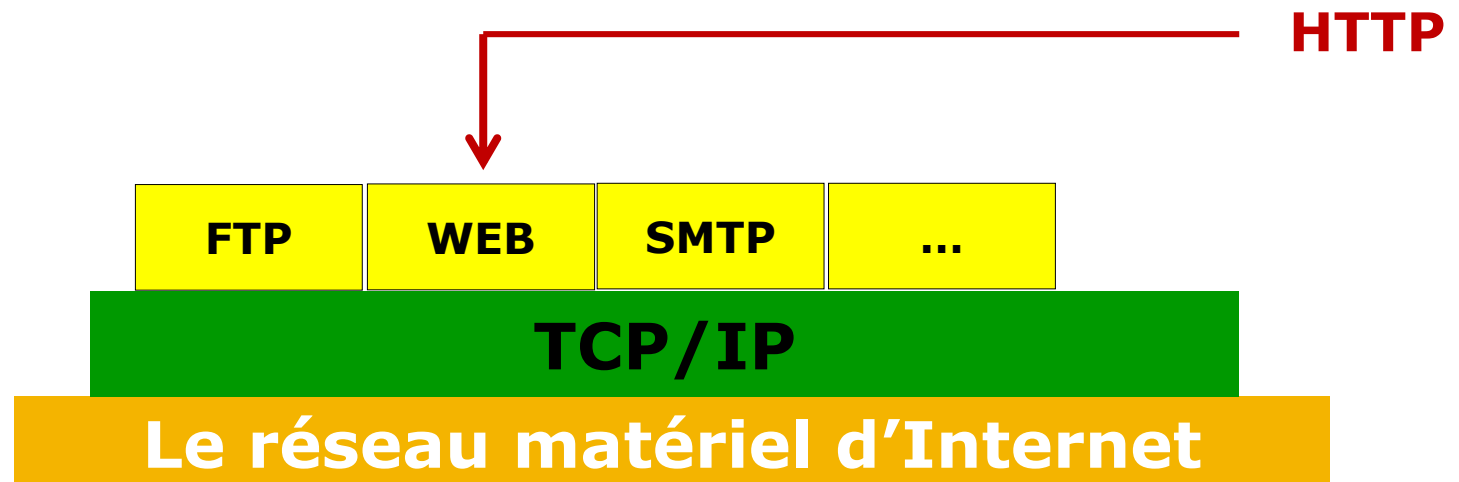 HTTP
FTP WEB SMTP ...
TCP/IP
Le réseau matériel d’Internet